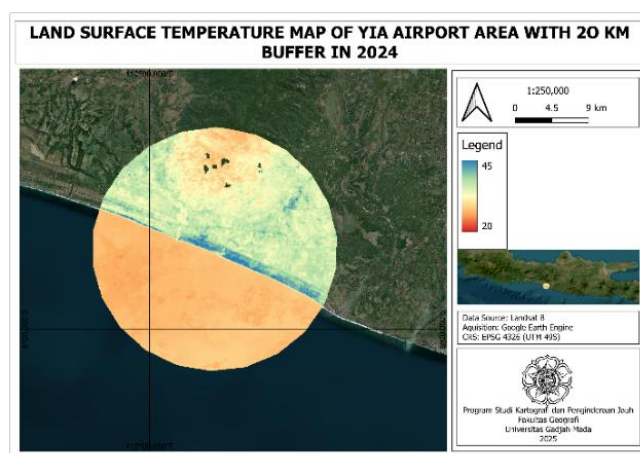 LAND SURFACE TEMPERATURE MAP OF YIA AIRPORT AREA WITH 20 KM
BUFFER IN 2024
1:250,000
0 4.5 9 km
Legend
45
20
Data Source: Landsat 8
Aquisition: Google Earth Engine
CRS: EPSG 4326 (UTM 49S)
Program Studi Kartografi dan Penginderaan Jauh
Fakultas Geografi
Universitas Gadjah Mada
2025